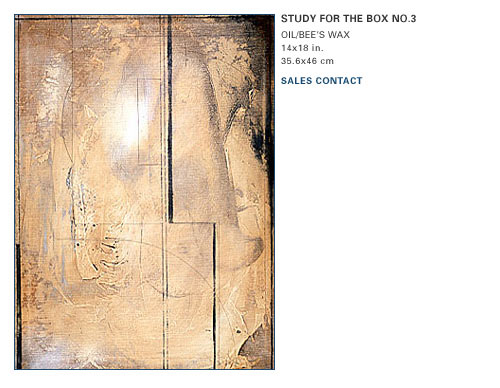 STUDY FOR THE BOX NO.3
OIL/BEE'S WAX
14x18 in.
35.6x46 cm
SALES CONTACT